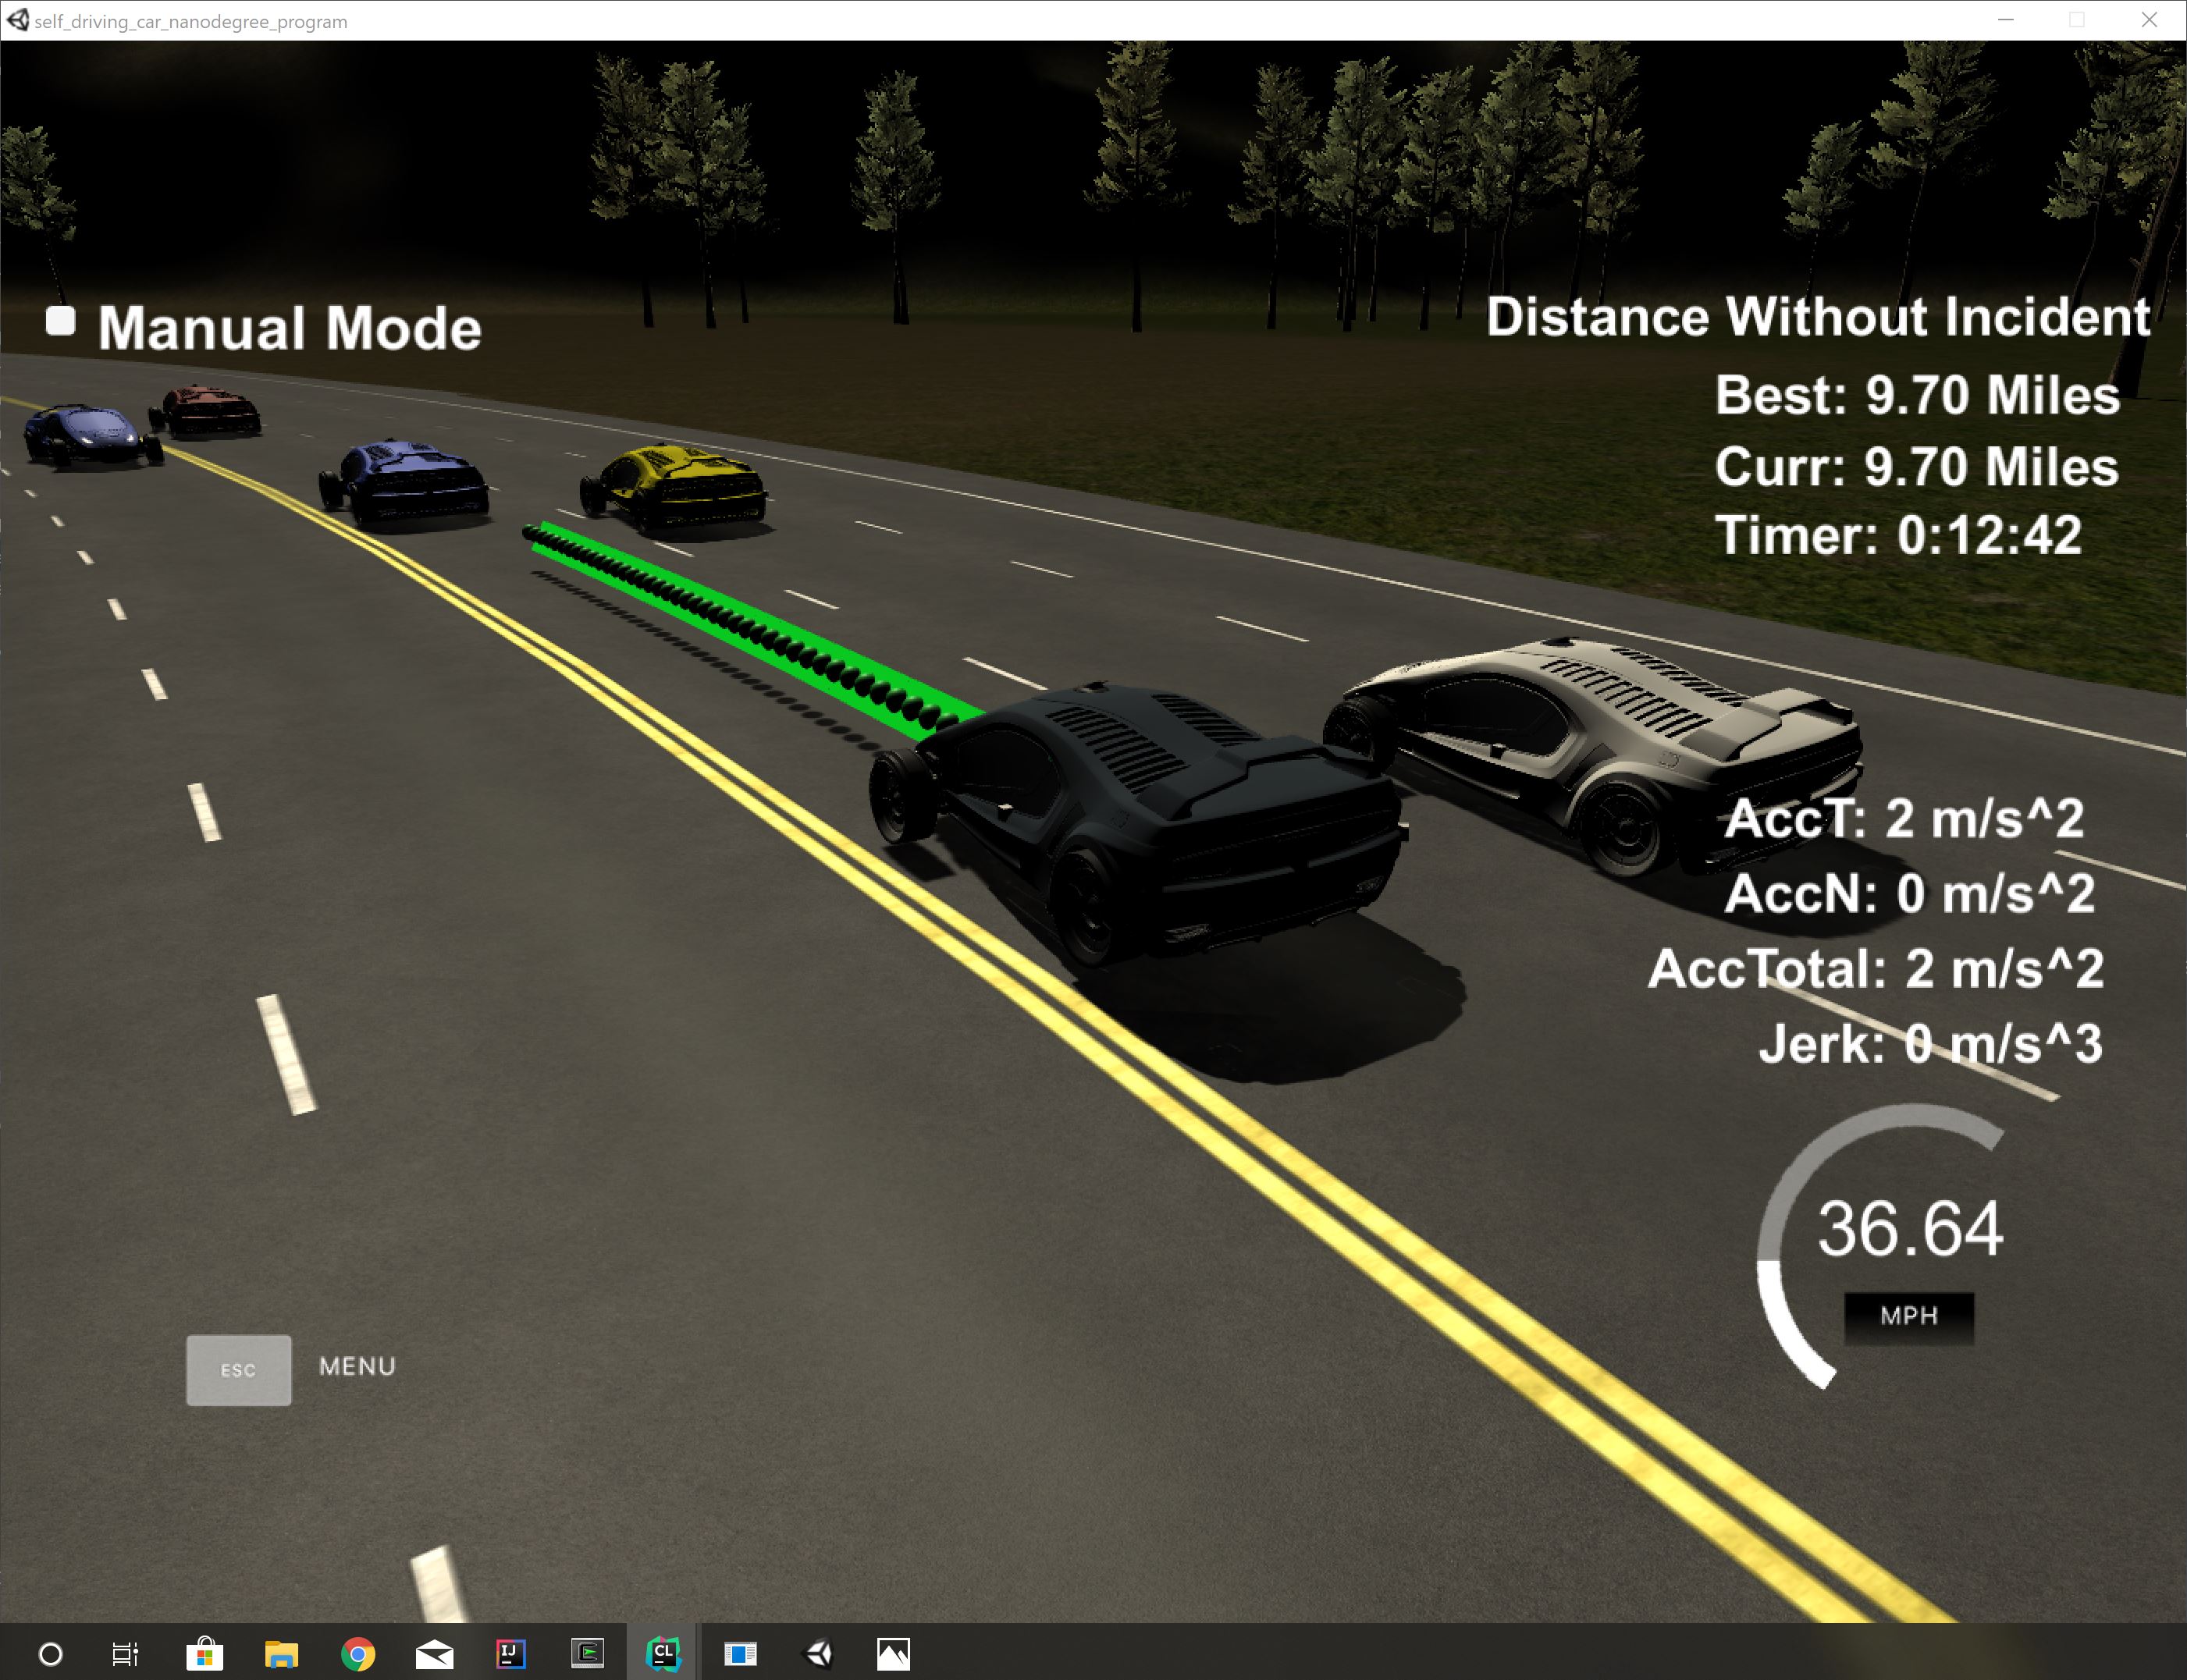 self_driving_car_nanodegree_program
Manual Mode
Distance Without Incident
Best: 9.70 Miles
Curr: 9.70 Miles
Timer: 0:12:42
AccT: 2 m/s^2
AccN: 0 m/s^2
AccTotal: 2 m/s^2
Jerk: 0 m/s^3
36.64
MPH
ESC MENU
IJ
CL